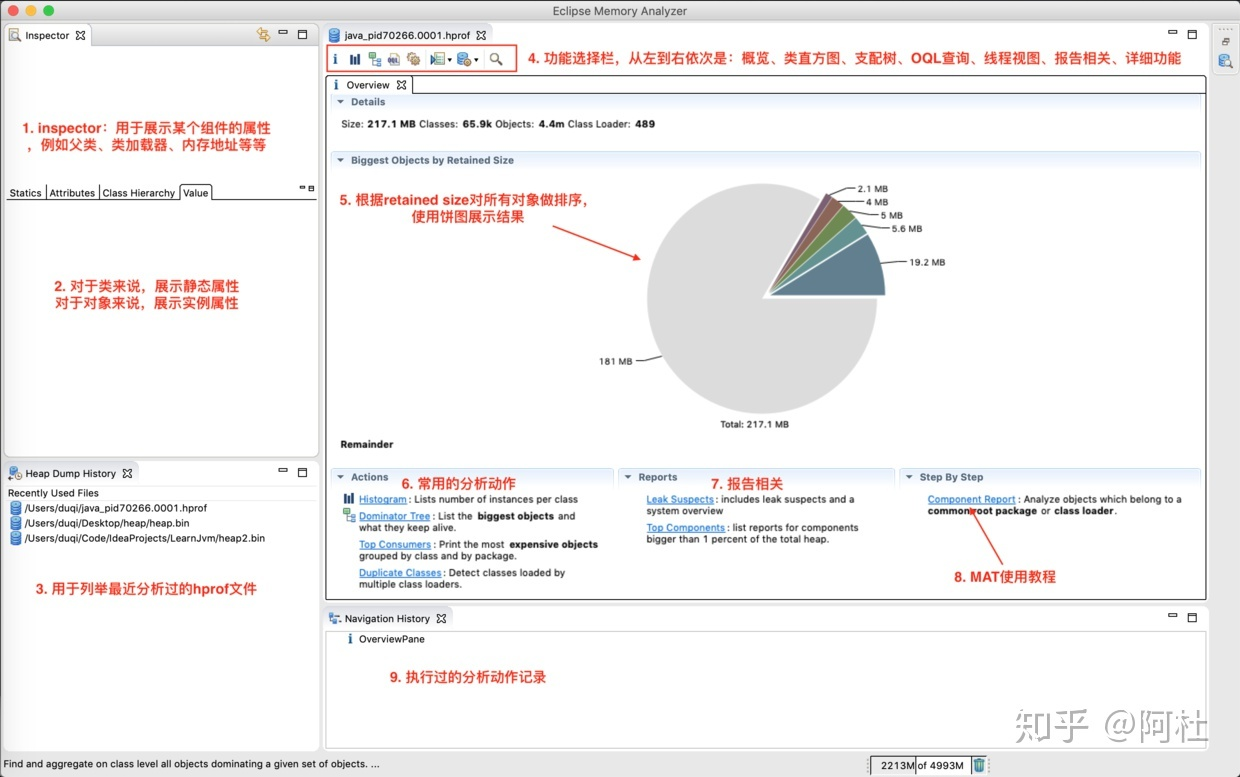 Eclipse Memory Analyzer
Inspector
1. inspector：用于展示某个组件的属性
，例如父类、类加载器、内存地址等等
Statics Attributes Class Hierarchy Value
2. 对于类来说，展示静态属性
对于对象来说，展示实例属性
Heap Dump History
Recently Used Files
/Users/duqi/java_pid70266.0001.hprof
/Users/duqi/Desktop/heap/heap.bin
/Users/duqi/Code/IdeaProjects/LearnJvm/heap2.bin
3. 用于列举最近分析过的hprof文件
java_pid70266.0001.hprof
4. 功能选择栏，从左到右依次是：概览、类直方图、支配树、OQL查询、线程视图、报告相关、详细功能
i Overview
Details
Size: 217.1 MB Classes: 65.9k Objects: 4.4m Class Loader: 489
Biggest Objects by Retained Size
5. 根据retained size对所有对象做排序，
使用饼图展示结果
2.1 MB
4 MB
5 MB
5.6 MB
19.2 MB
181 MB
Total: 217.1 MB
Remainder
Actions
6. 常用的分析动作
Histogram: Lists number of instances per class
Dominator Tree: List the biggest objects and
what they keep alive.
Top Consumers: Print the most expensive objects
grouped by class and by package.
Duplicate Classes: Detect classes loaded by
multiple class loaders.
Reports
7. 报告相关
Leak Suspects: includes leak suspects and a
system overview
Top Components: list reports for components
bigger than 1 percent of the total heap.
Step By Step
Component Report: Analyze objects which belong to a
common root package or class loader.
8. MAT使用教程
Navigation History
i OverviewPane
9. 执行过的分析动作记录
知乎 @阿杜
Find and aggregate on class level all objects dominating a given set of objects. ...
2213M of 4993M